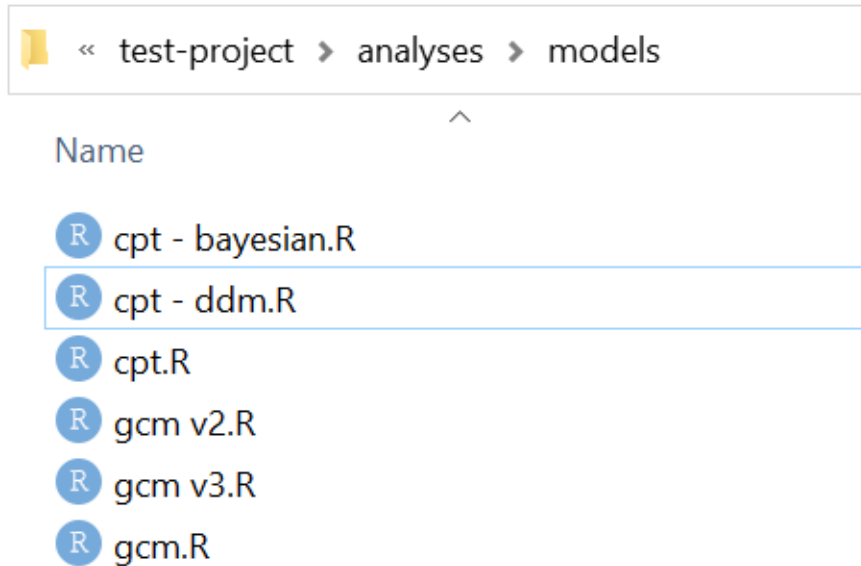 « test-project > analyses > models
Name
R cpt - bayesian.R
R cpt - ddm.R
R cpt.R
R gcm v2.R
R gcm v3.R
R gcm.R